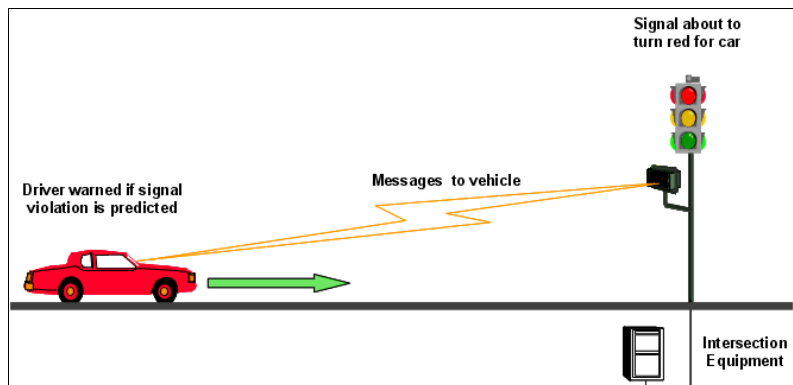 Signal about to
turn red for car
Messages to vehicle
Driver warned if signal
violation is predicted
Intersection
Equipment